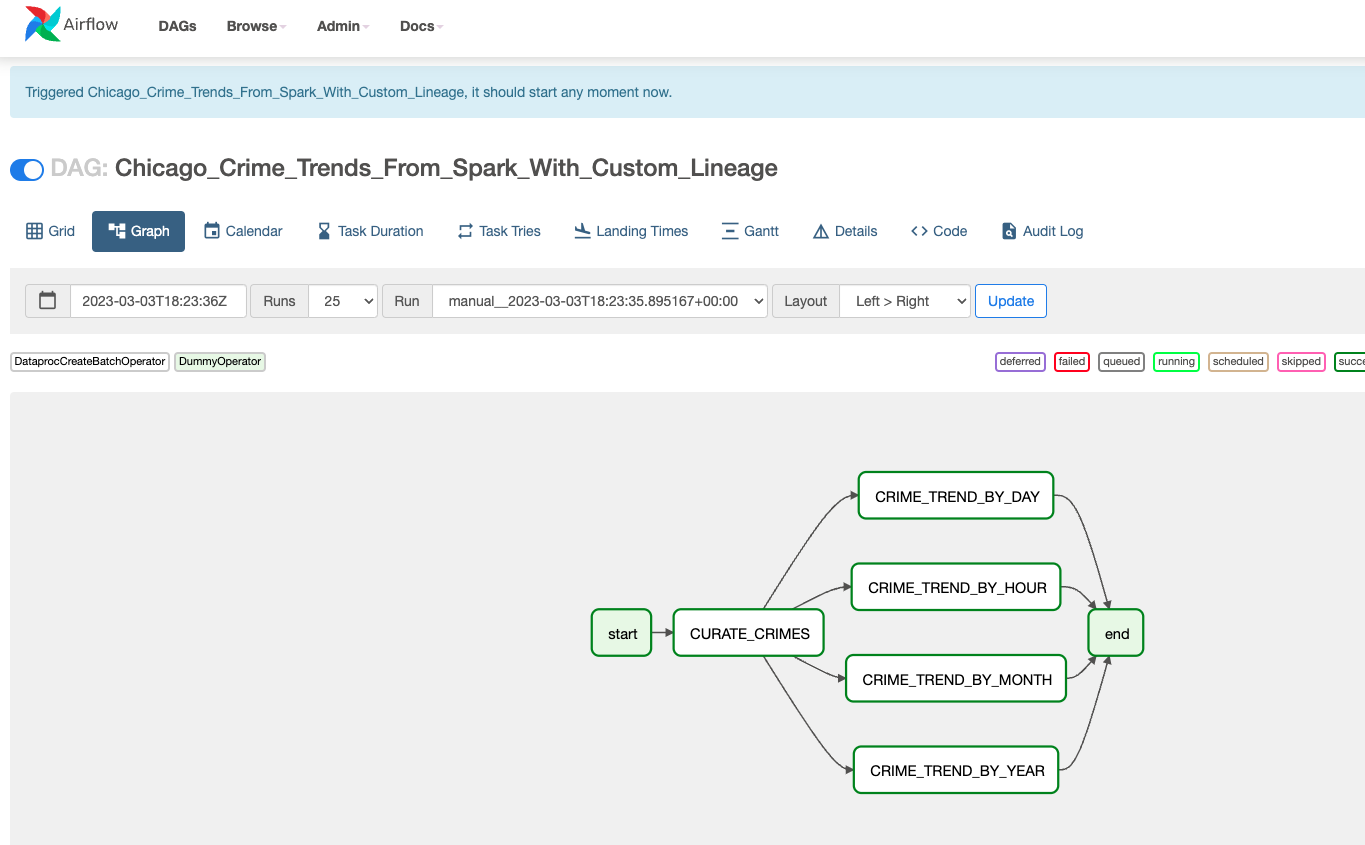 Airflow DAGs Browse Admin Docs
Triggered Chicago_Crime_Trends_From_Spark_With_Custom_Lineage, it should start any moment now.
DAG: Chicago_Crime_Trends_From_Spark_With_Custom_Lineage
Grid Graph Calendar Task Duration Task Tries Landing Times Gantt Details Code Audit Log
2023-03-03T18:23:36Z Runs 25 Run manual__2023-03-03T18:23:35.895167+00:00 Layout Left > Right Update
DataprocCreateBatchOperator DummyOperator deferred failed queued running scheduled skipped succe
CRIME_TREND_BY_DAY
CRIME_TREND_BY_HOUR
start CURATE_CRIMES end
CRIME_TREND_BY_MONTH
CRIME_TREND_BY_YEAR